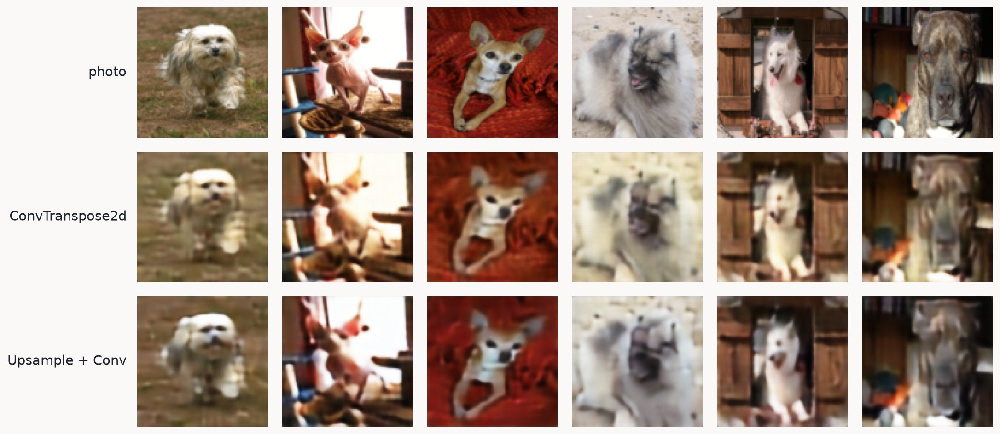 photo
ConvTranspose2d
Upsample + Conv